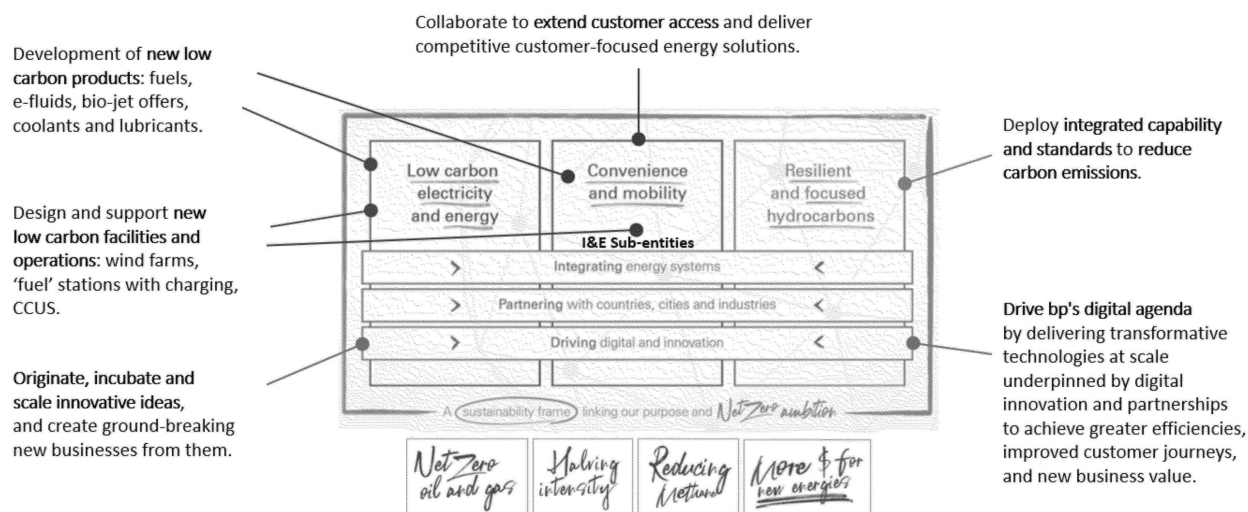 Collaborate to extend customer access and deliver
competitive customer-focused energy solutions.
Development of new low
carbon products: fuels,
e-fluids, bio-jet offers,
coolants and lubricants.
Design and support new
low carbon facilities and
operations: wind farms,
‘fuel’ stations with charging,
CCUS.
Originate, incubate and
scale innovative ideas,
and create ground-breaking
new businesses from them.
Low carbon
electricity
and energy
Convenience
and mobility
Resilient
and focused
hydrocarbons
I&E Sub-entities
Integrating energy systems
Partnering with countries, cities and industries
Driving digital and innovation
A sustainability frame linking our purpose and Net Zero ambition
Net Zero
oil and gas
Halving
intensity
Reducing
Methane
More $ for
new energies
Deploy integrated capability
and standards to reduce
carbon emissions.
Drive bp's digital agenda
by delivering transformative
technologies at scale
underpinned by digital
innovation and partnerships
to achieve greater efficiencies,
improved customer journeys,
and new business value.